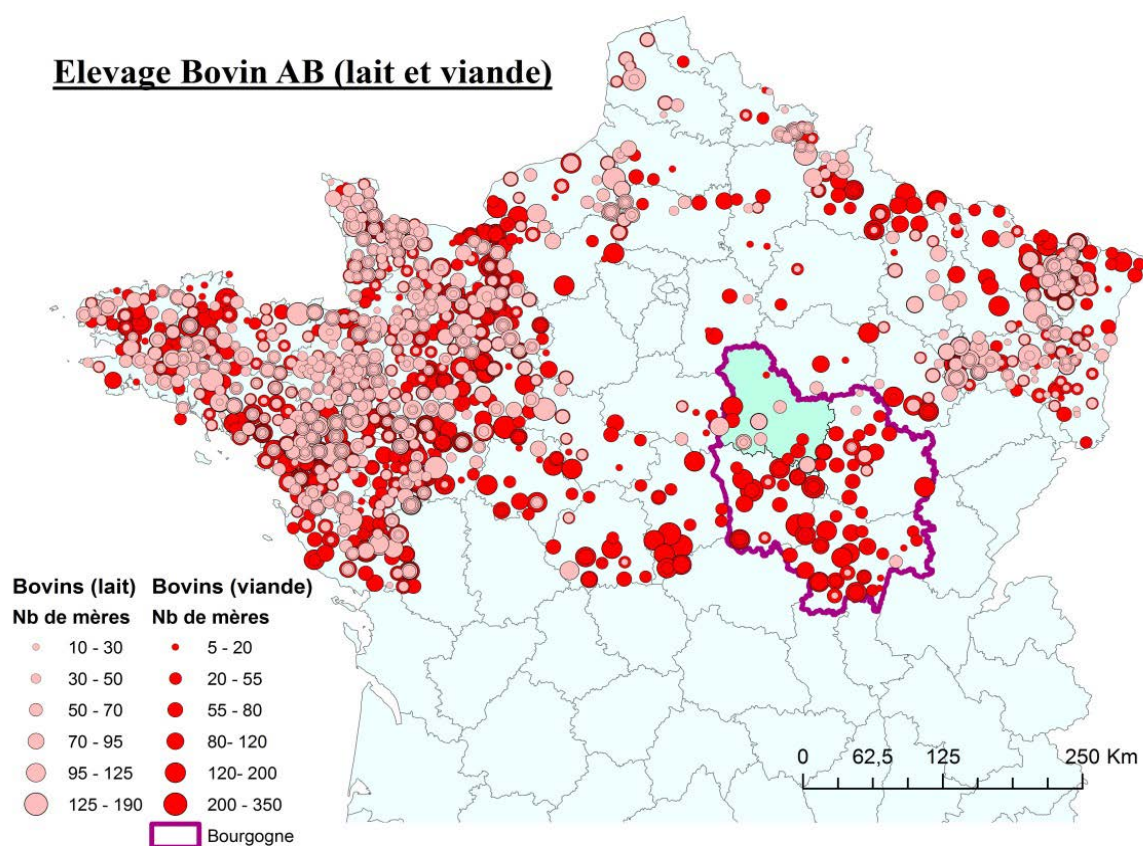 Elevage Bovin AB (lait et viande)
Bovins (lait) Bovins (viande)
Nb de mères Nb de mères
10 - 30 5 - 20
30 - 50 20 - 55
50 - 70 55 - 80
70 - 95 80- 120
95 - 125 120- 200
125 - 190 200 - 350
Bourgogne
0 62,5 125 250 Km